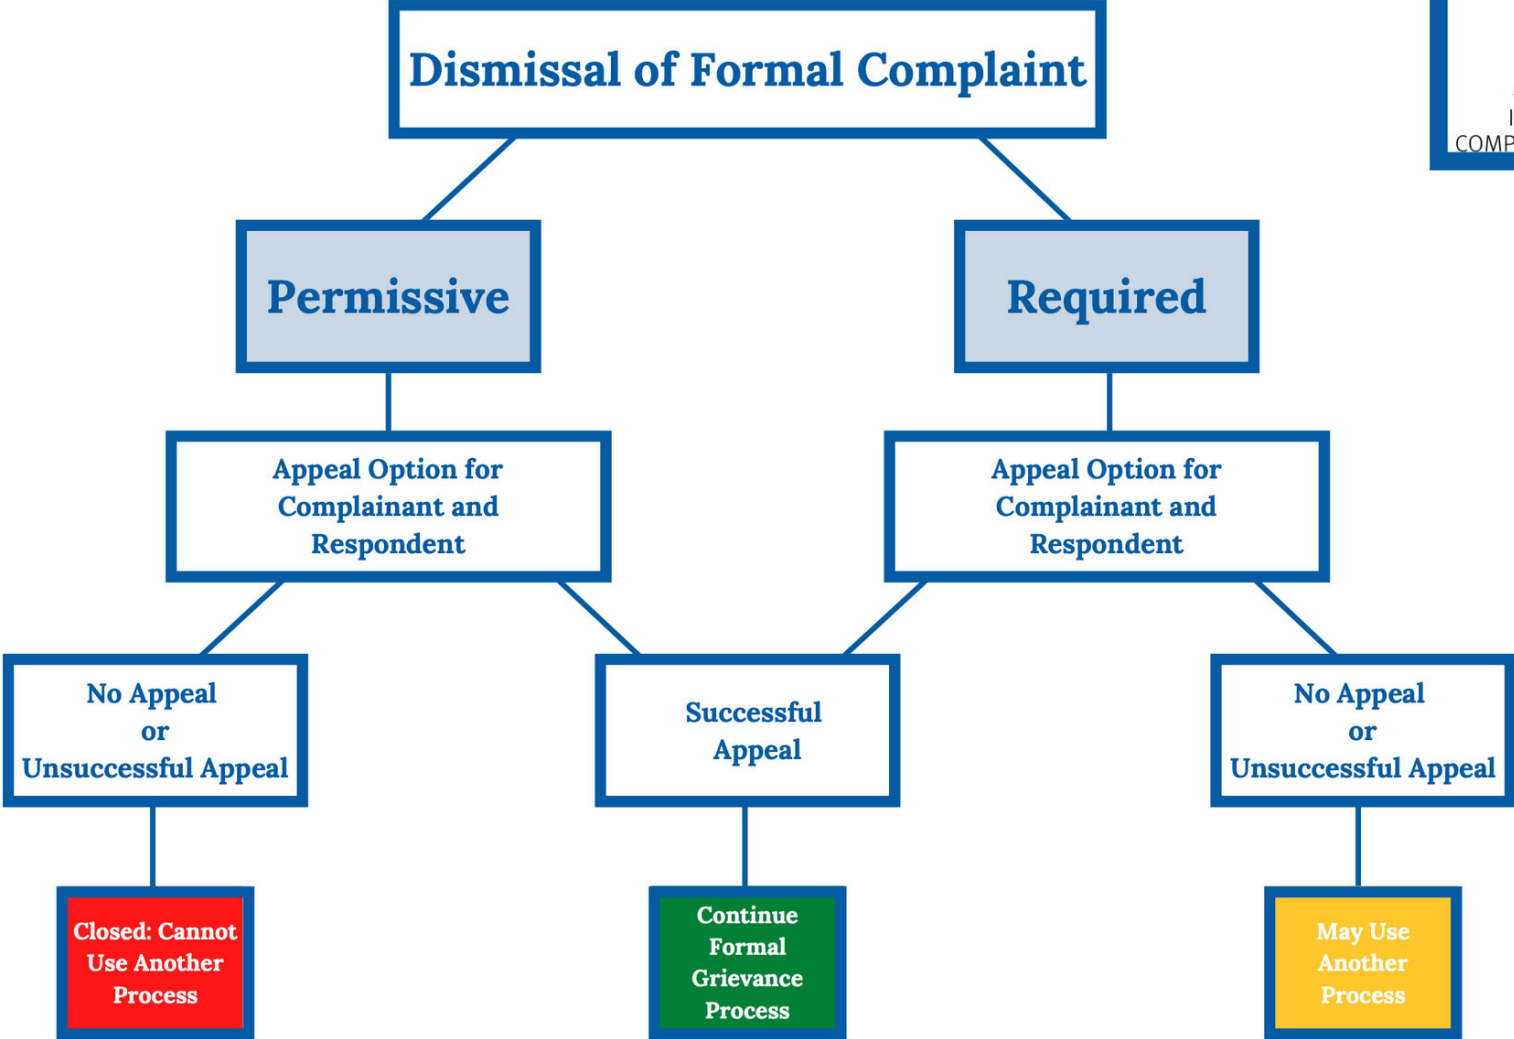 Dismissal of Formal Complaint
COMP
Permissive
Required
Appeal Option for
Complainant and
Respondent
Appeal Option for
Complainant and
Respondent
No Appeal
or
Unsuccessful Appeal
Successful
Appeal
No Appeal
or
Unsuccessful Appeal
Closed: Cannot
Use Another
Process
Continue
Formal
Grievance
Process
May Use
Another
Process